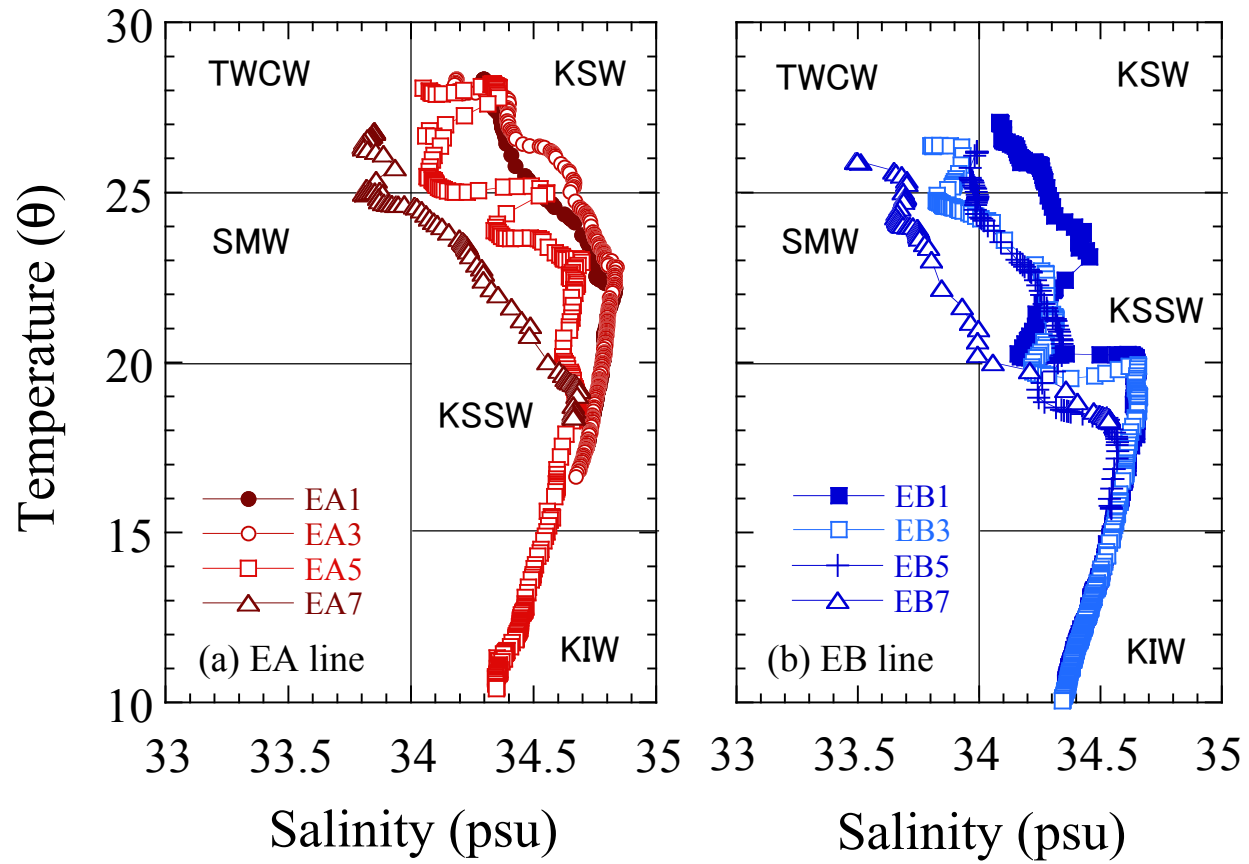 30
25
20
15
10
Temperature (θ)
TWCW
KSW
SMW
KSSW
KIW
EA1
EA3
EA5
EA7
(a) EA line
33
33.5
34
34.5
35
Salinity (psu)
TWCW
KSW
SMW
KSSW
KIW
EB1
EB3
EB5
EB7
(b) EB line
33
33.5
34
34.5
35
Salinity (psu)